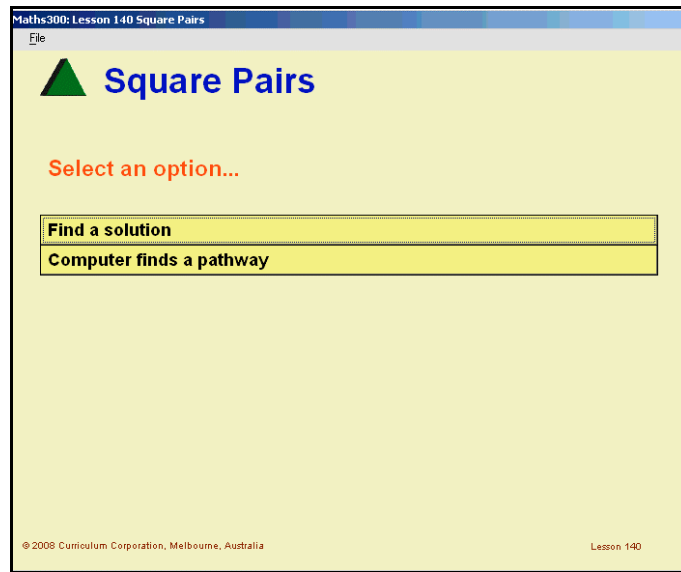 Maths300: Lesson 140 Square Pairs
File
Square Pairs
Select an option...
Find a solution
Computer finds a pathway
© 2008 Curriculum Corporation, Melbourne, Australia
Lesson 140